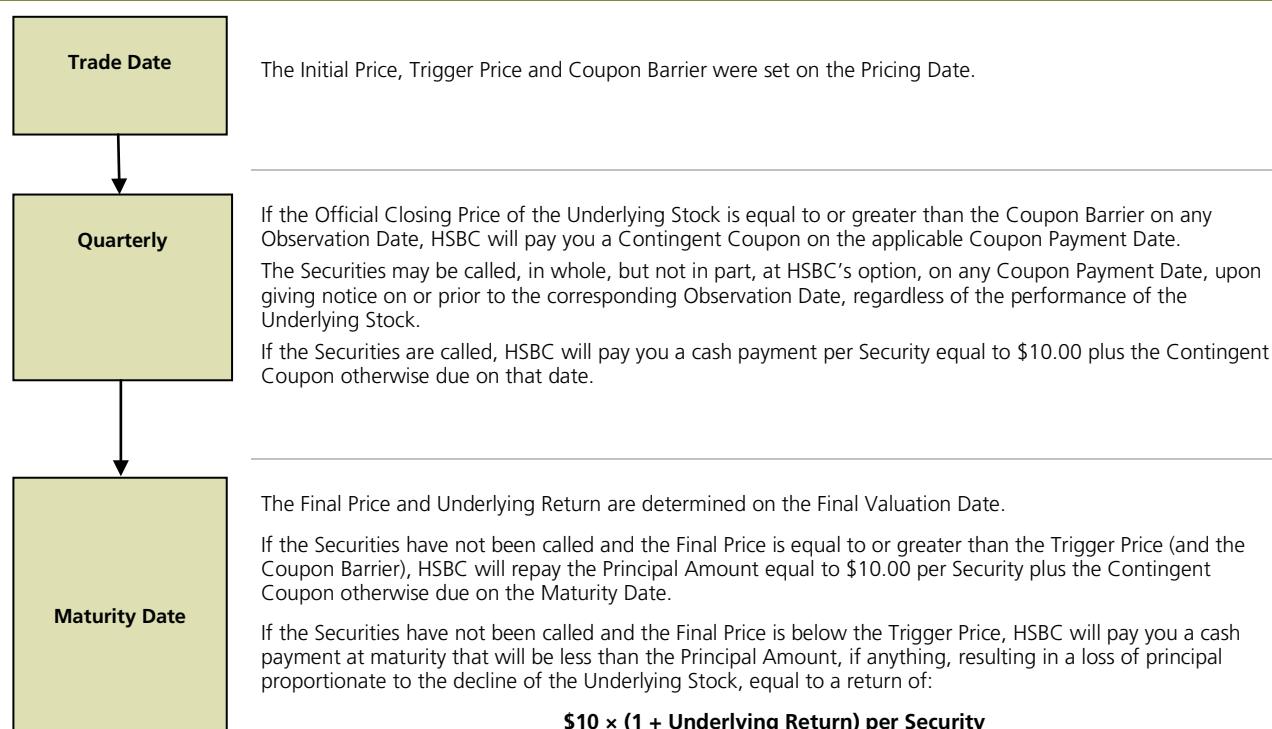 Trade Date
The Initial Price, Trigger Price and Coupon Barrier were set on the Pricing Date.
Quarterly
If the Official Closing Price of the Underlying Stock is equal to or greater than the Coupon Barrier on any
Observation Date, HSBC will pay you a Contingent Coupon on the applicable Coupon Payment Date.
The Securities may be called, in whole, but not in part, at HSBC’s option, on any Coupon Payment Date, upon
giving notice on or prior to the corresponding Observation Date, regardless of the performance of the
Underlying Stock.
If the Securities are called, HSBC will pay you a cash payment per Security equal to $10.00 plus the Contingent
Coupon otherwise due on that date.
Maturity Date
The Final Price and Underlying Return are determined on the Final Valuation Date.
If the Securities have not been called and the Final Price is equal to or greater than the Trigger Price (and the
Coupon Barrier), HSBC will repay the Principal Amount equal to $10.00 per Security plus the Contingent
Coupon otherwise due on the Maturity Date.
If the Securities have not been called and the Final Price is below the Trigger Price, HSBC will pay you a cash
payment at maturity that will be less than the Principal Amount, if anything, resulting in a loss of principal
proportionate to the decline of the Underlying Stock, equal to a return of:
$10 × (1 + Underlying Return) per Security